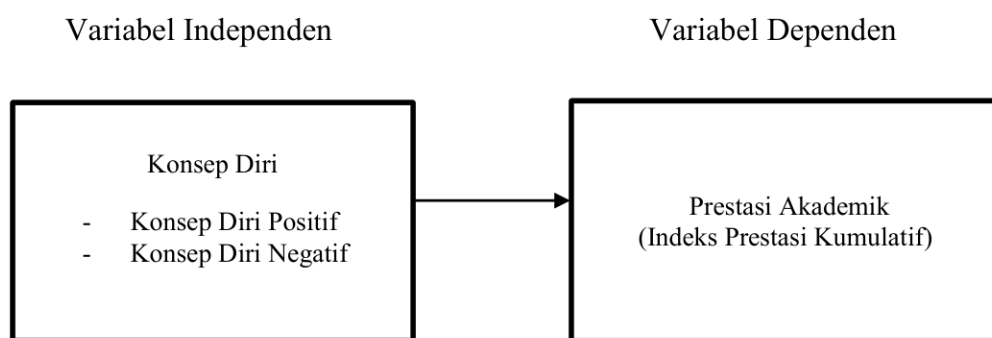 Variabel Independen
Variabel Dependen
Konsep Diri
- Konsep Diri Positif
- Konsep Diri Negatif
Prestasi Akademik
(Indeks Prestasi Kumulatif)